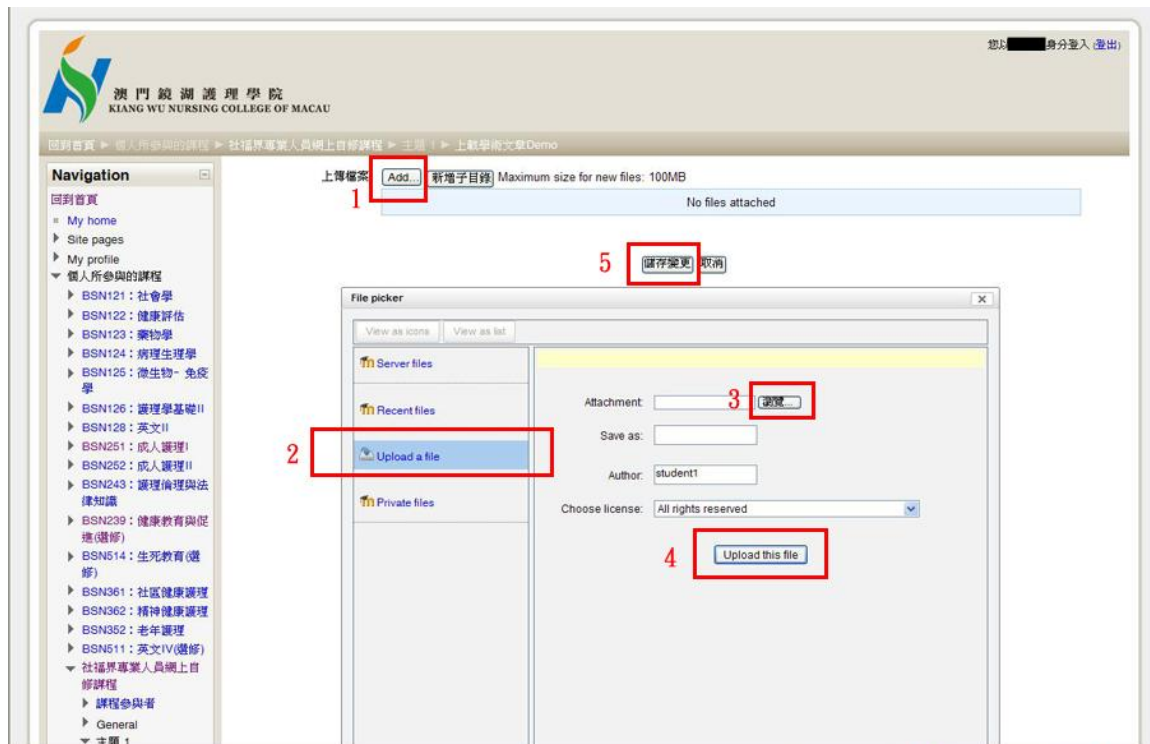 您以 身分登入 (登出)
澳門鏡湖護理學院
KIANG WU NURSING COLLEGE OF MACAU
回到首頁 ► 個人所參與的課程 ► 社福界專業人員網上自修課程 ► 主題 1 ► 上載學術文章Demo
Navigation
回到首頁
My home
Site pages
My profile
個人所參與的課程
BSN121：社會學
BSN122：健康評估
BSN123：藥物學
BSN124：病理生理學
BSN125：微生物- 免疫
學
BSN126：護理學基礎II
BSN128：英文II
BSN251：成人護理I
BSN252：成人護理II
BSN243：護理倫理與法
律知識
BSN239：健康教育與促
進(選修)
BSN514：生死教育(選
修)
BSN361：社區健康護理
BSN362：精神健康護理
BSN352：老年護理
BSN511：英文IV(選修)
社福界專業人員網上自
修課程
課程參與者
General
主題 1
上傳檔案 Add... 新增子目錄 Maximum size for new files: 100MB
1
No files attached
5 儲存變更 取消
File picker
View as icons View as list
Server files
Recent files
2 Upload a file
Private files
Attachment: 3 瀏覽...
Save as:
Author: student1
Choose license: All rights reserved
4 Upload this file